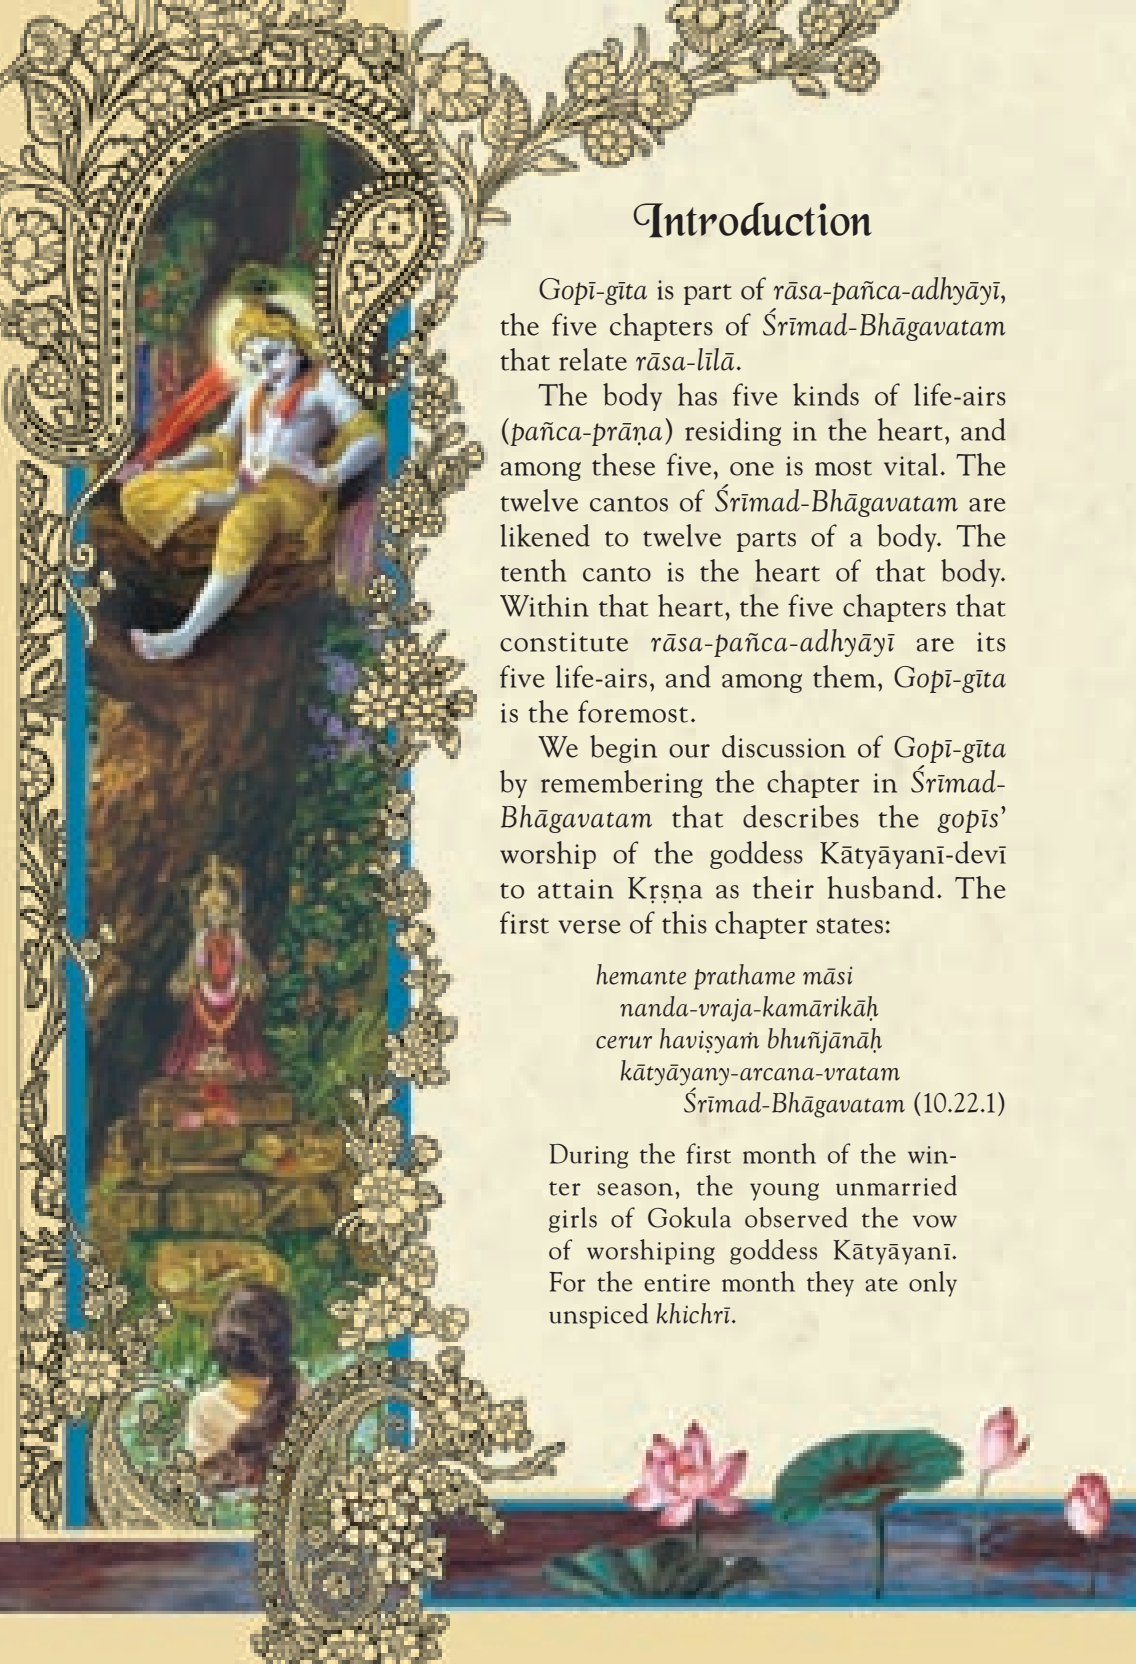 Introduction
Gopī-gīta is part of rāsa-pañca-adhyāyī,
the five chapters of Śrīmad-Bhāgavatam
that relate rāsa-līlā.
The body has five kinds of life-airs
(pañca-prāṇa) residing in the heart, and
among these five, one is most vital. The
twelve cantos of Śrīmad-Bhāgavatam are
likened to twelve parts of a body. The
tenth canto is the heart of that body.
Within that heart, the five chapters that
constitute rāsa-pañca-adhyāyī are its
five life-airs, and among them, Gopī-gīta
is the foremost.
We begin our discussion of Gopī-gīta
by remembering the chapter in Śrīmad-
Bhāgavatam that describes the gopīs’
worship of the goddess Kātyāyanī-devī
to attain Kṛṣṇa as their husband. The
first verse of this chapter states:
hemante prathame māsi
nanda-vraja-kamārikāḥ
cerur haviṣyaṁ bhuñjānāḥ
kātyāyany-arcana-vratam
Śrīmad-Bhāgavatam (10.22.1)
During the first month of the win-
ter season, the young unmarried
girls of Gokula observed the vow
of worshiping goddess Kātyāyanī.
For the entire month they ate only
unspiced khichrī.